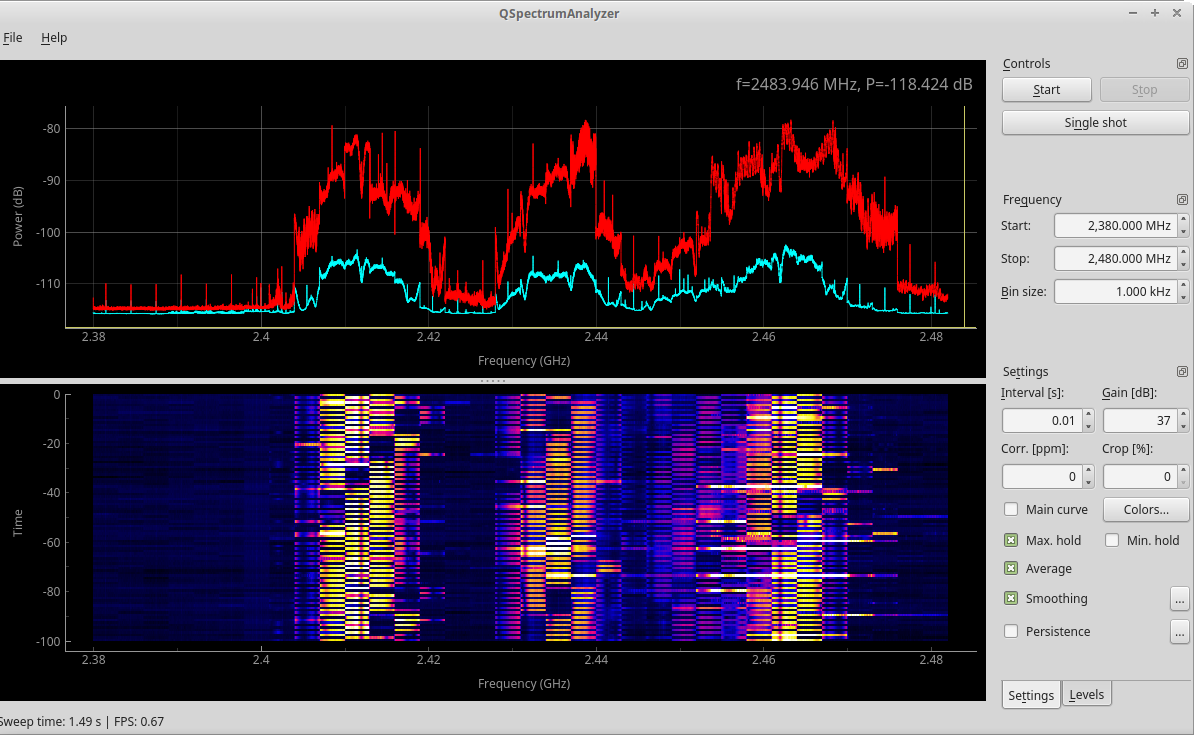 QSpectrumAnalyzer
File Help
f=2483.946 MHz, P=-118.424 dB
-80
-90
-100
-110
Power (dB)
2.38 2.4 2.42 2.44 2.46 2.48
Frequency (GHz)
0
-20
-40
-60
-80
-100
Time
2.38 2.4 2.42 2.44 2.46 2.48
Frequency (GHz)
Controls
Start Stop
Single shot
Frequency
Start: 2,380.000 MHz
Stop: 2,480.000 MHz
Bin size: 1.000 kHz
Settings
Interval [s]: Gain [dB]:
0.01 37
Corr. [ppm]: Crop [%]:
0 0
Main curve Colors...
Max. hold Min. hold
Average
Smoothing ...
Persistence ...
Settings Levels
Sweep time: 1.49 s | FPS: 0.67